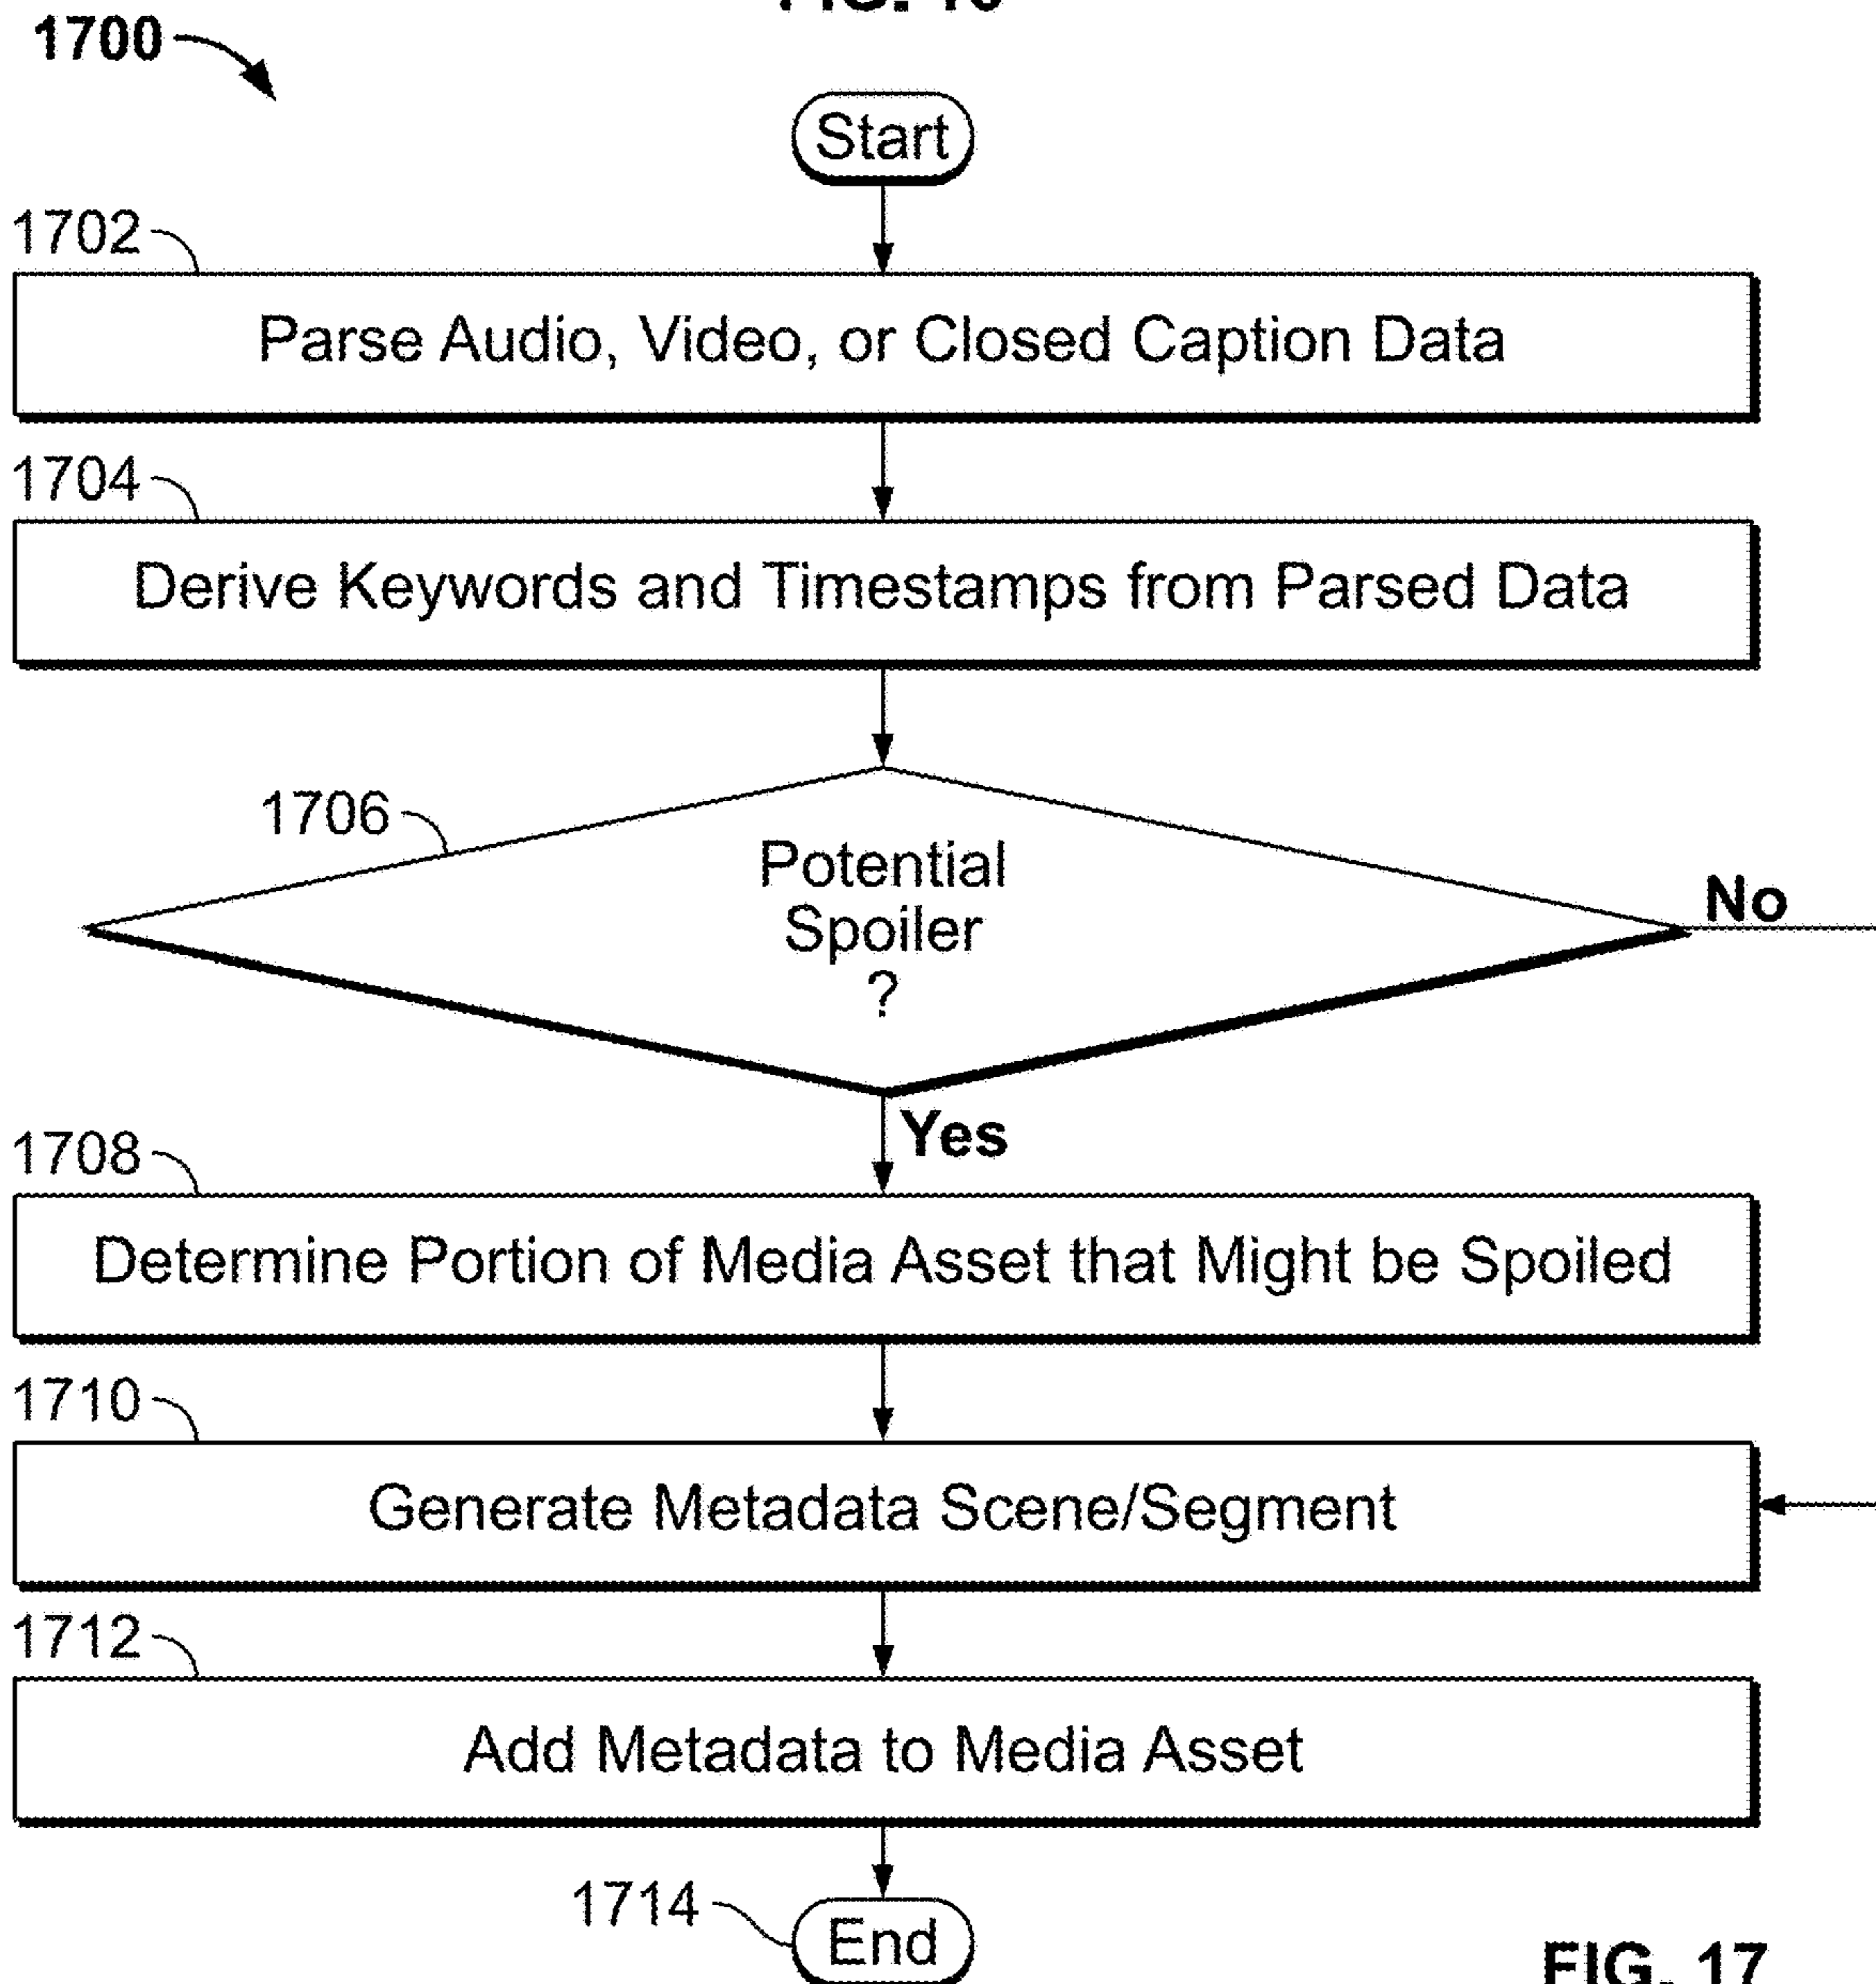 1700
Start
1702
Parse Audio, Video, or Closed Caption Data
1704
Derive Keywords and Timestamps from Parsed Data
1706
Potential
Spoiler
?
No
Yes
1708
Determine Portion of Media Asset that Might be Spoiled
1710
Generate Metadata Scene/Segment
1712
Add Metadata to Media Asset
1714
End
FIG. 17